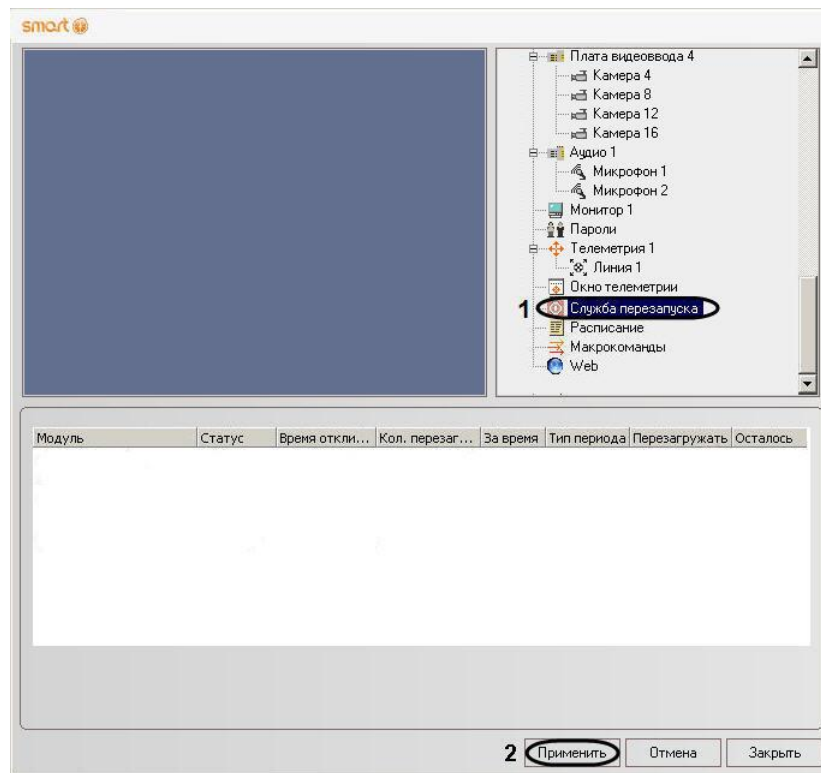 smart
Плата видеоввода 4
Камера 4
Камера 8
Камера 12
Камера 16
Аудио 1
Микрофон 1
Микрофон 2
Монитор 1
Пароли
Телеметрия 1
Линия 1
Окно телеметрии
1 Служба перезапуска
Расписание
Макрокоманды
Web
Модуль Статус Время откли... Кол. перезаг... За время Тип периода Перезагружать Осталось
2 Применить Отмена Закрыть